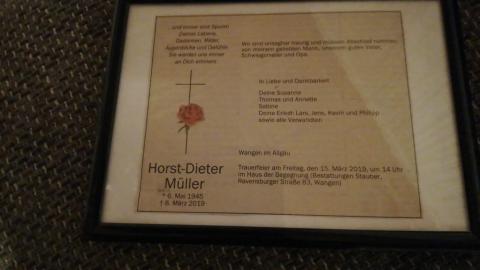 und immer sind Spuren
Deines Lebens,
Gedanken, Bilder,
Augenblicke und Gefühle
Sie werden uns immer
an Dich erinnern
Wir sind unsagbar traurig und müssen Abschied nehmen
von meinem geliebten Mann, unserem guten Vater,
Schwiegervater und Opa.
In Liebe und Dankbarkeit
Deine Susanne
Thomas und Annette
Sabine
Deine Enkel Lars, Jens, und Philipp
sowie alle Verwandten
Wangen im Allgäu
Trauerfeier am Freitag, den 15. März 2019, um 14 Uhr
im Haus der Begegnung (Bestattungen Stauber,
Ravensburger Straße 63, Wangen)
Horst-Dieter
Müller
* 6. Mai 1945
† 8. März 2019